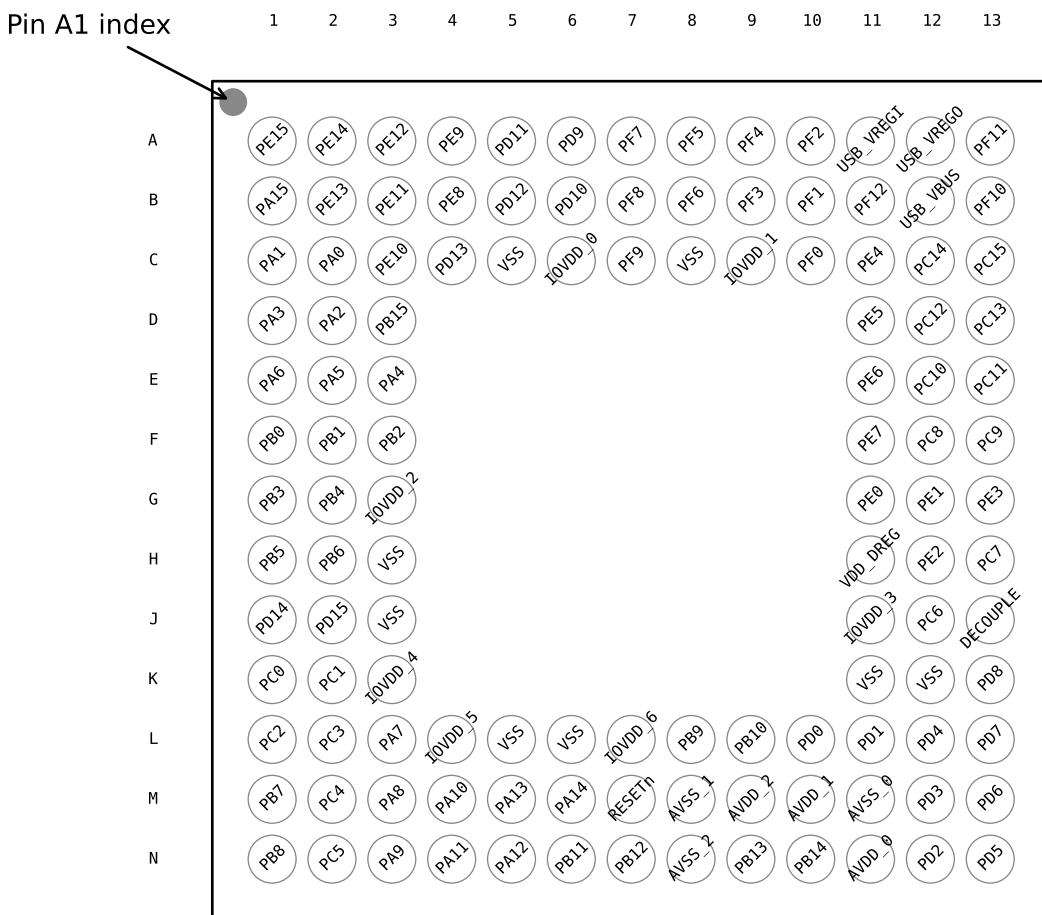 Pin A1 index
1 2 3 4 5 6 7 8 9 10 11 12 13
A PE15 PE14 PE12 PE9 PD11 PD9 PF7 PF5 PF4 PF2 USB_VREGI USB_VREGO PF11
B PA15 PE13 PE11 PE8 PD12 PD10 PF8 PF6 PF3 PF1 PF12 USB_VBUS PF10
C PA1 PA0 PE10 PD13 VSS IOVDD_0 PF9 VSS IOVDD_1 PF0 PE4 PC14 PC15
D PA3 PA2 PB15 PE5 PC12 PC13
E PA6 PA5 PA4 PE6 PC10 PC11
F PB0 PB1 PB2 PE7 PC8 PC9
G PB3 PB4 IOVDD_2 PE0 PE1 PE3
H PB5 PB6 VSS VDD_DREG PE2 PC7
J PD14 PD15 VSS IOVDD_3 PC6 DECOUPLE
K PC0 PC1 IOVDD_4 VSS VSS PD8
L PC2 PC3 PA7 IOVDD_5 VSS VSS IOVDD_6 PB9 PB10 PD0 PD1 PD4 PD7
M PB7 PC4 PA8 PA10 PA13 PA14 RESETn AVSS_1 AVDD_2 AVDD_1 AVSS_0 PD3 PD6
N PB8 PC5 PA9 PA11 PA12 PB11 PB12 AVSS_2 PB13 PB14 AVDD_0 PD2 PD5